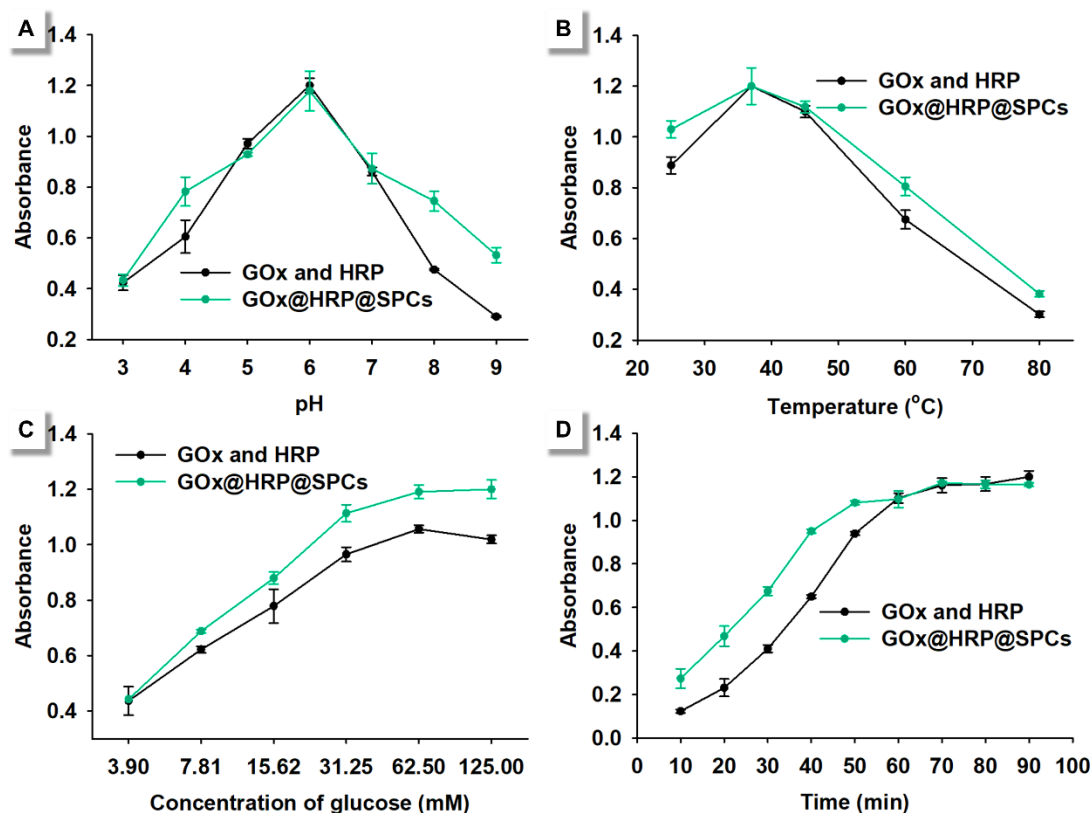 A
Absorbance
1.4
1.2
1.0
0.8
0.6
0.4
0.2
GOx and HRP
GOx@HRP@SPCs
3 4 5 6 7 8 9
pH
B
Absorbance
1.4
1.2
1.0
0.8
0.6
0.4
0.2
GOx and HRP
GOx@HRP@SPCs
20 30 40 50 60 70 80
Temperature (°C)
C
Absorbance
1.4
1.2
1.0
0.8
0.6
0.4
GOx and HRP
GOx@HRP@SPCs
3.90 7.81 15.62 31.25 62.50 125.00
Concentration of glucose (mM)
D
Absorbance
1.4
1.2
1.0
0.8
0.6
0.4
0.2
0.0
GOx and HRP
GOx@HRP@SPCs
0 10 20 30 40 50 60 70 80 90 100
Time (min)